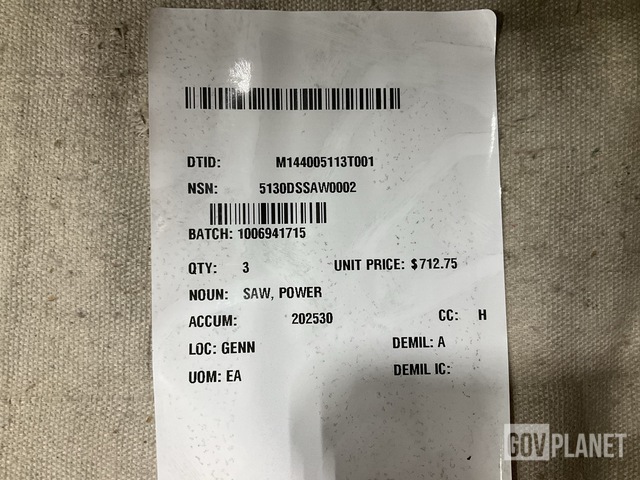 DTID: M144005113T001
NSN: 5130DSSAW0002
BATCH: 1006941715
QTY: 3 UNIT PRICE: $712.75
NOUN: SAW, POWER
ACCUM: 202530 CC: H
LOC: GENN DEMIL: A
UOM: EA DEMIL IC:
GOVPLANET